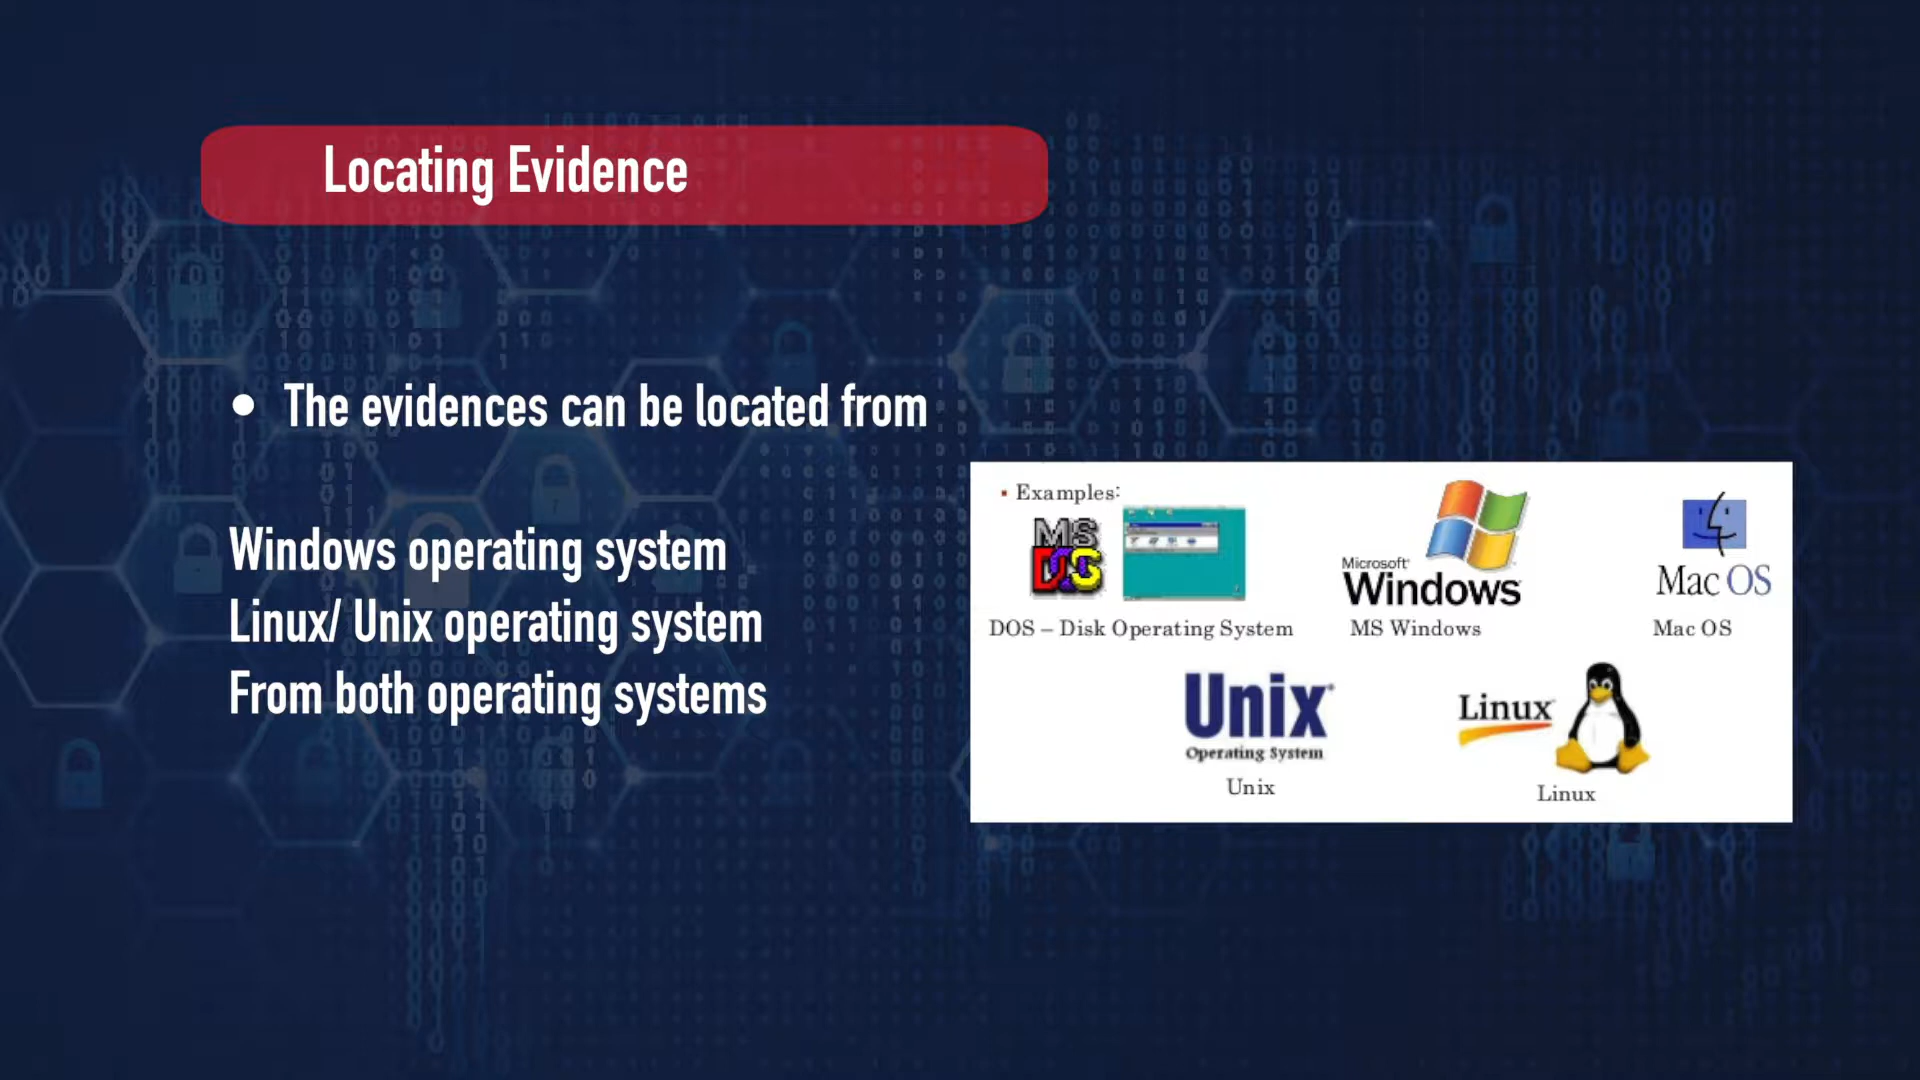 Locating Evidence
• The evidences can be located from
Windows operating system
Linux/ Unix operating system
From both operating systems
▪ Examples:
MS DOS
Microsoft Windows
Mac OS
DOS – Disk Operating System
MS Windows
Mac OS
Unix
Operating System
Unix
Linux
Linux